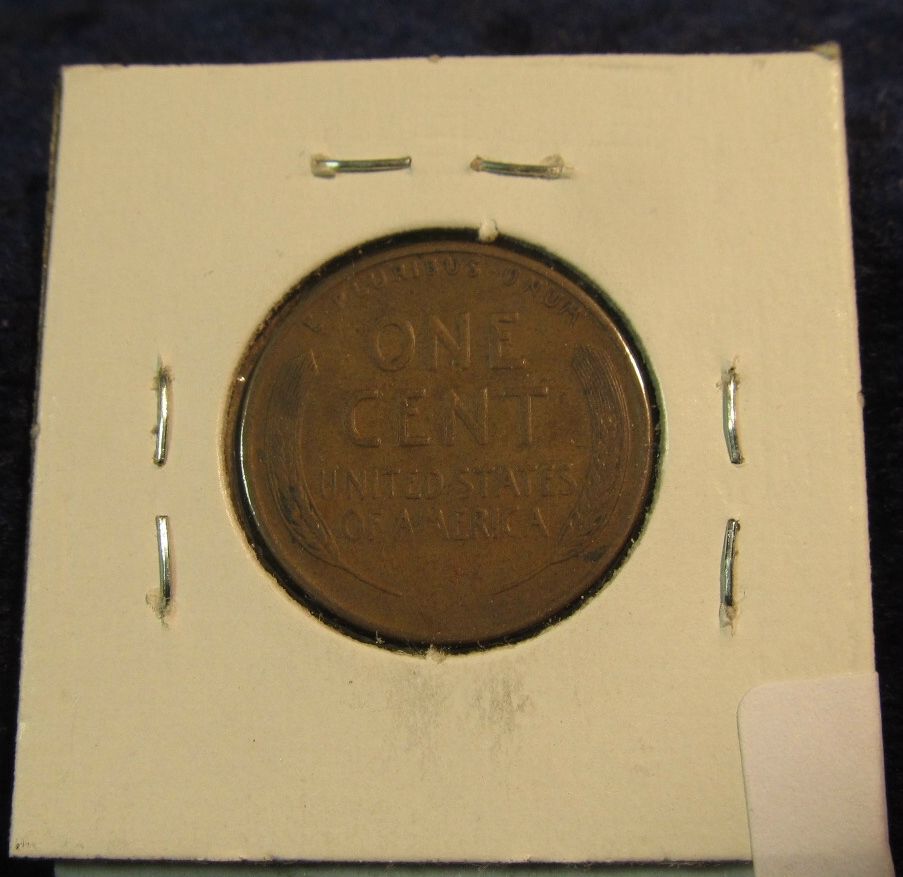 E · PLURIBUS · UNUM
ONE
CENT
UNITED STATES
OF AMERICA